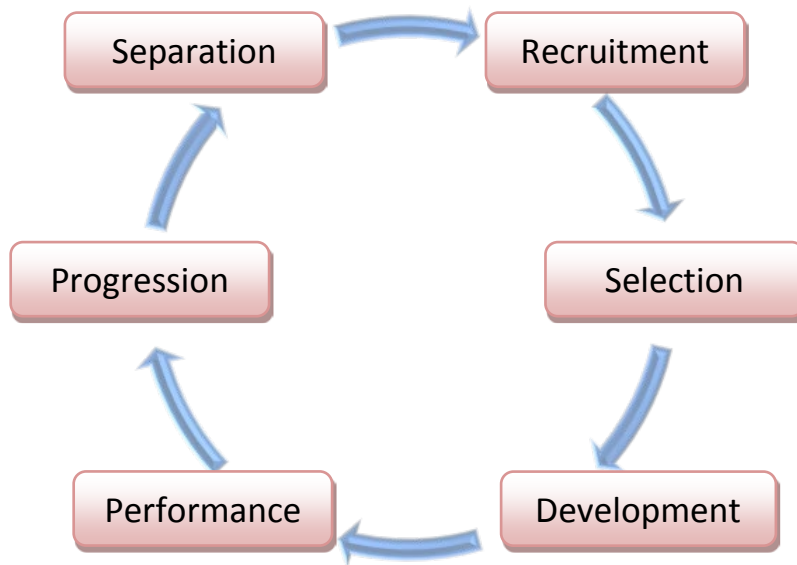 Separation
Recruitment
Progression
Selection
Performance
Development